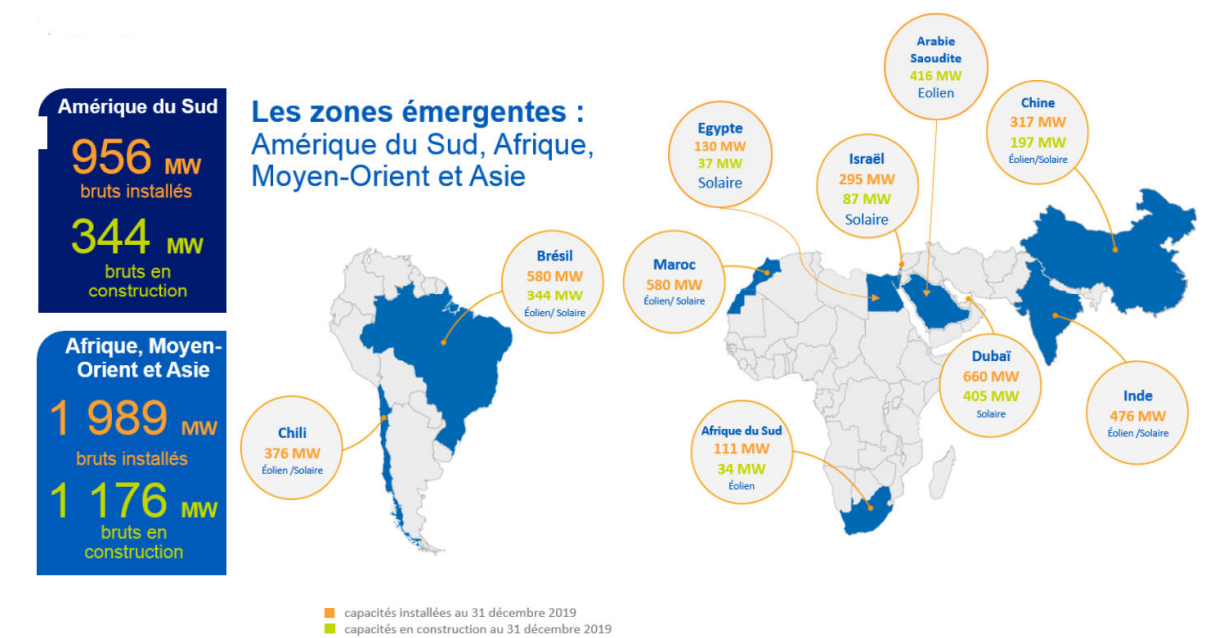 Amérique du Sud
956 MW
bruts installés
344 MW
bruts en
construction
Afrique, Moyen-
Orient et Asie
1 989 MW
bruts installés
1 176 MW
bruts en
construction
Les zones émergentes :
Amérique du Sud, Afrique,
Moyen-Orient et Asie
Brésil
580 MW
344 MW
Éolien/ Solaire
Chili
376 MW
Éolien /Solaire
Maroc
580 MW
Éolien/ Solaire
Egypte
130 MW
37 MW
Solaire
Israël
295 MW
87 MW
Solaire
Arabie
Saoudite
416 MW
Eolien
Chine
317 MW
197 MW
Éolien/Solaire
Dubaï
660 MW
405 MW
Solaire
Inde
476 MW
Éolien /Solaire
Afrique du Sud
111 MW
34 MW
Éolien
capacités installées au 31 décembre 2019
capacités en construction au 31 décembre 2019